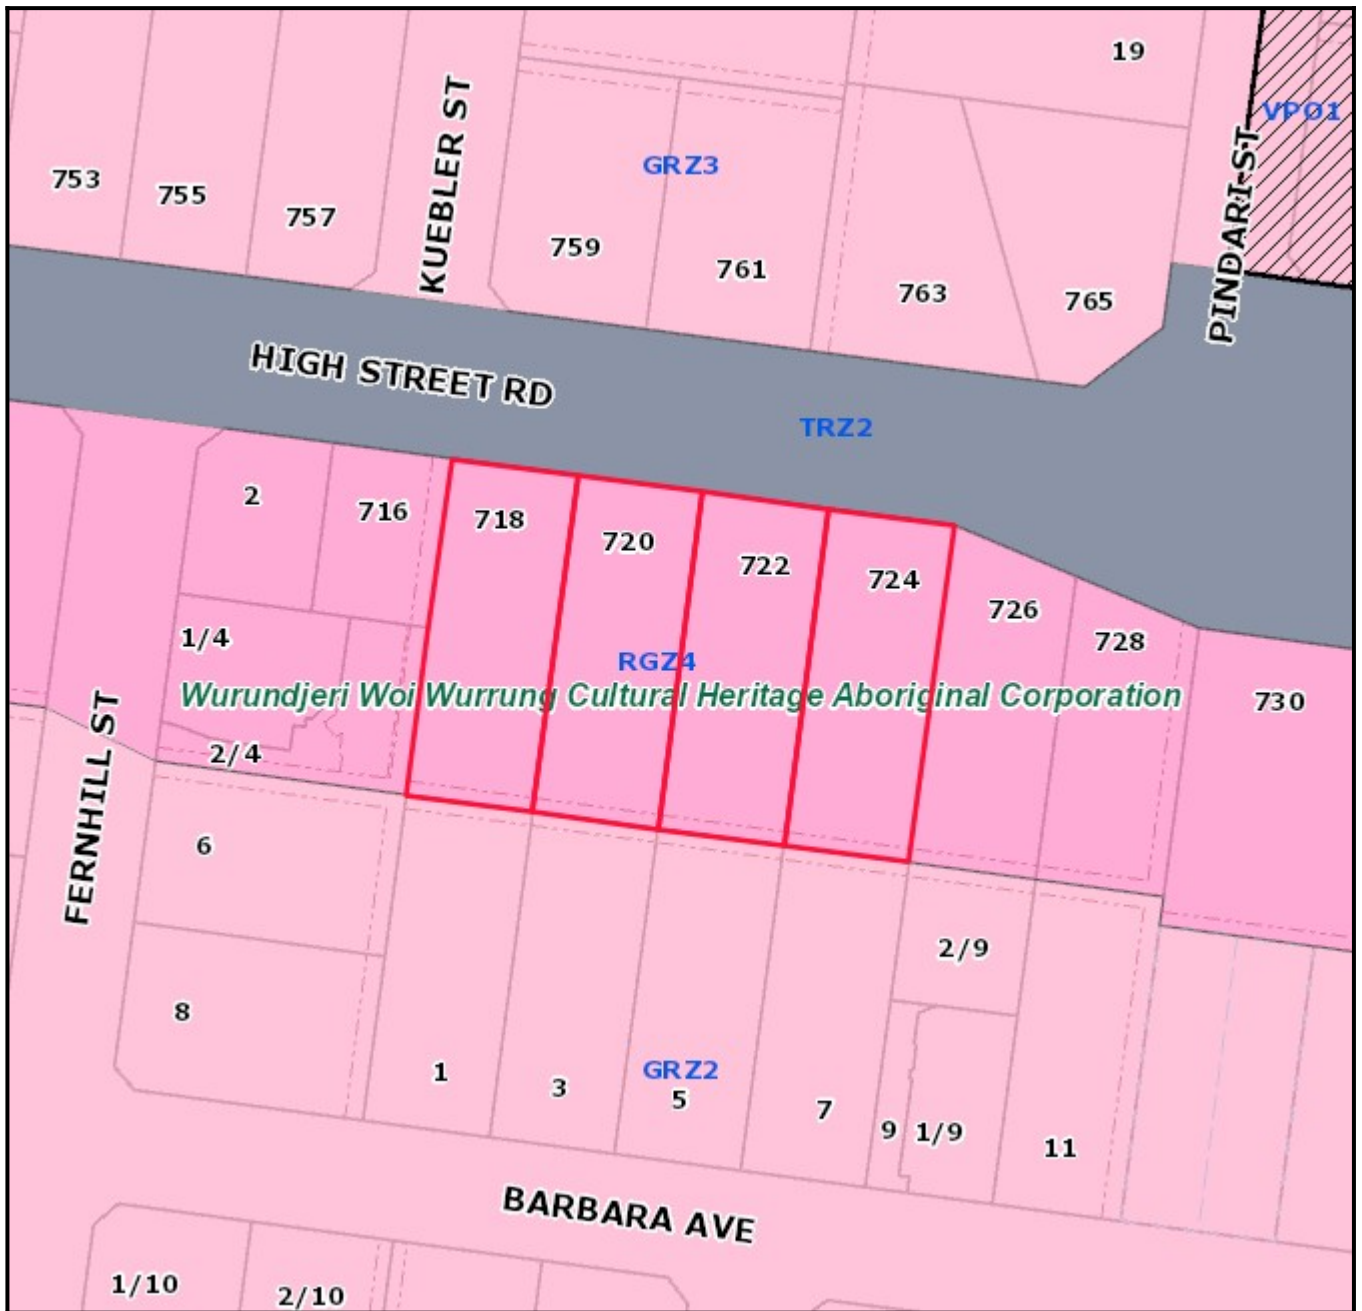 19
VPO1
KUEBLER ST
PINDARI ST
GRZ3
753
755
757
759
761
763
765
HIGH STREET RD
TRZ2
2
716
718
720
722
724
726
728
730
1/4
RGZ4
Wurundjeri Woi Wurrung Cultural Heritage Aboriginal Corporation
2/4
FERNHILL ST
6
8
2/9
1
3
GRZ2
5
7
9
1/9
11
BARBARA AVE
1/10
2/10